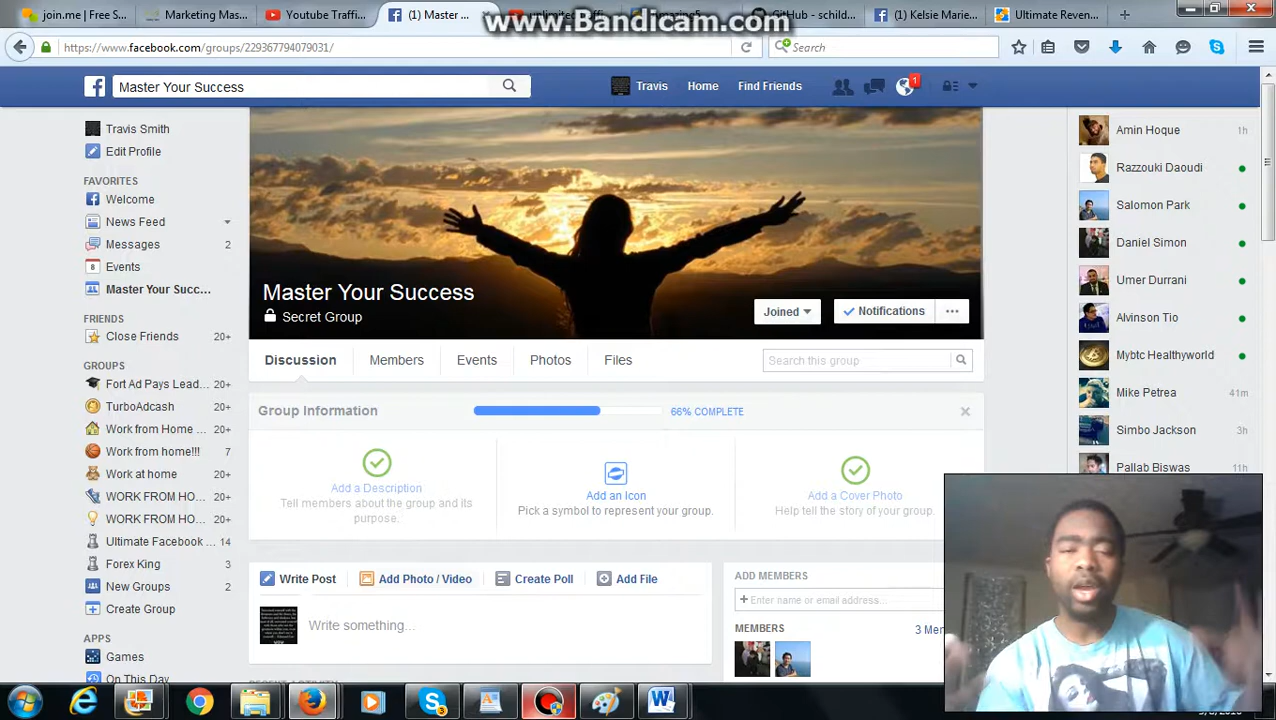 www.Bandicam.com
join.me | Free S...
Marketing Mas...
Youtube Traffi...
(1) Master ...
unlimited
GitHub - schild...
(1) Kelsie Marie...
Ultimate Reven...
https://www.facebook.com/groups/229367794079031/
Search
Master Your Success
Travis
Home
Find Friends
1
Travis Smith
Edit Profile
FAVORITES
Welcome
News Feed
Messages 2
8 Events
Master Your Succ...
FRIENDS
Close Friends 20+
GROUPS
Fort Ad Pays Lead... 20+
TurboAdcash 20+
Work from Home ... 20+
Work from home!!! 7
Work at home 20+
WORK FROM HO... 20+
WORK FROM HO... 20+
Ultimate Facebook ... 14
Forex King 3
New Groups 2
Create Group
APPS
Games
On This Day
Master Your Success
Secret Group
Joined
Notifications
...
Discussion
Members
Events
Photos
Files
Search this group
Group Information
66% COMPLETE
Add a Description
Tell members about the group and its
purpose.
Add an Icon
Pick a symbol to represent your group.
Add a Cover Photo
Help tell the story of your group.
Write Post
Add Photo / Video
Create Poll
Add File
Write something...
ADD MEMBERS
+ Enter name or email address...
MEMBERS
3 Mer
Amin Hoque 1h
Razzouki Daoudi
Salomon Park
Daniel Simon
Umer Durrani
Alvinson Tio
Mybtc Healthyworld
Mike Petrea 41m
Simbo Jackson 3h
Pallab Biswas 11h